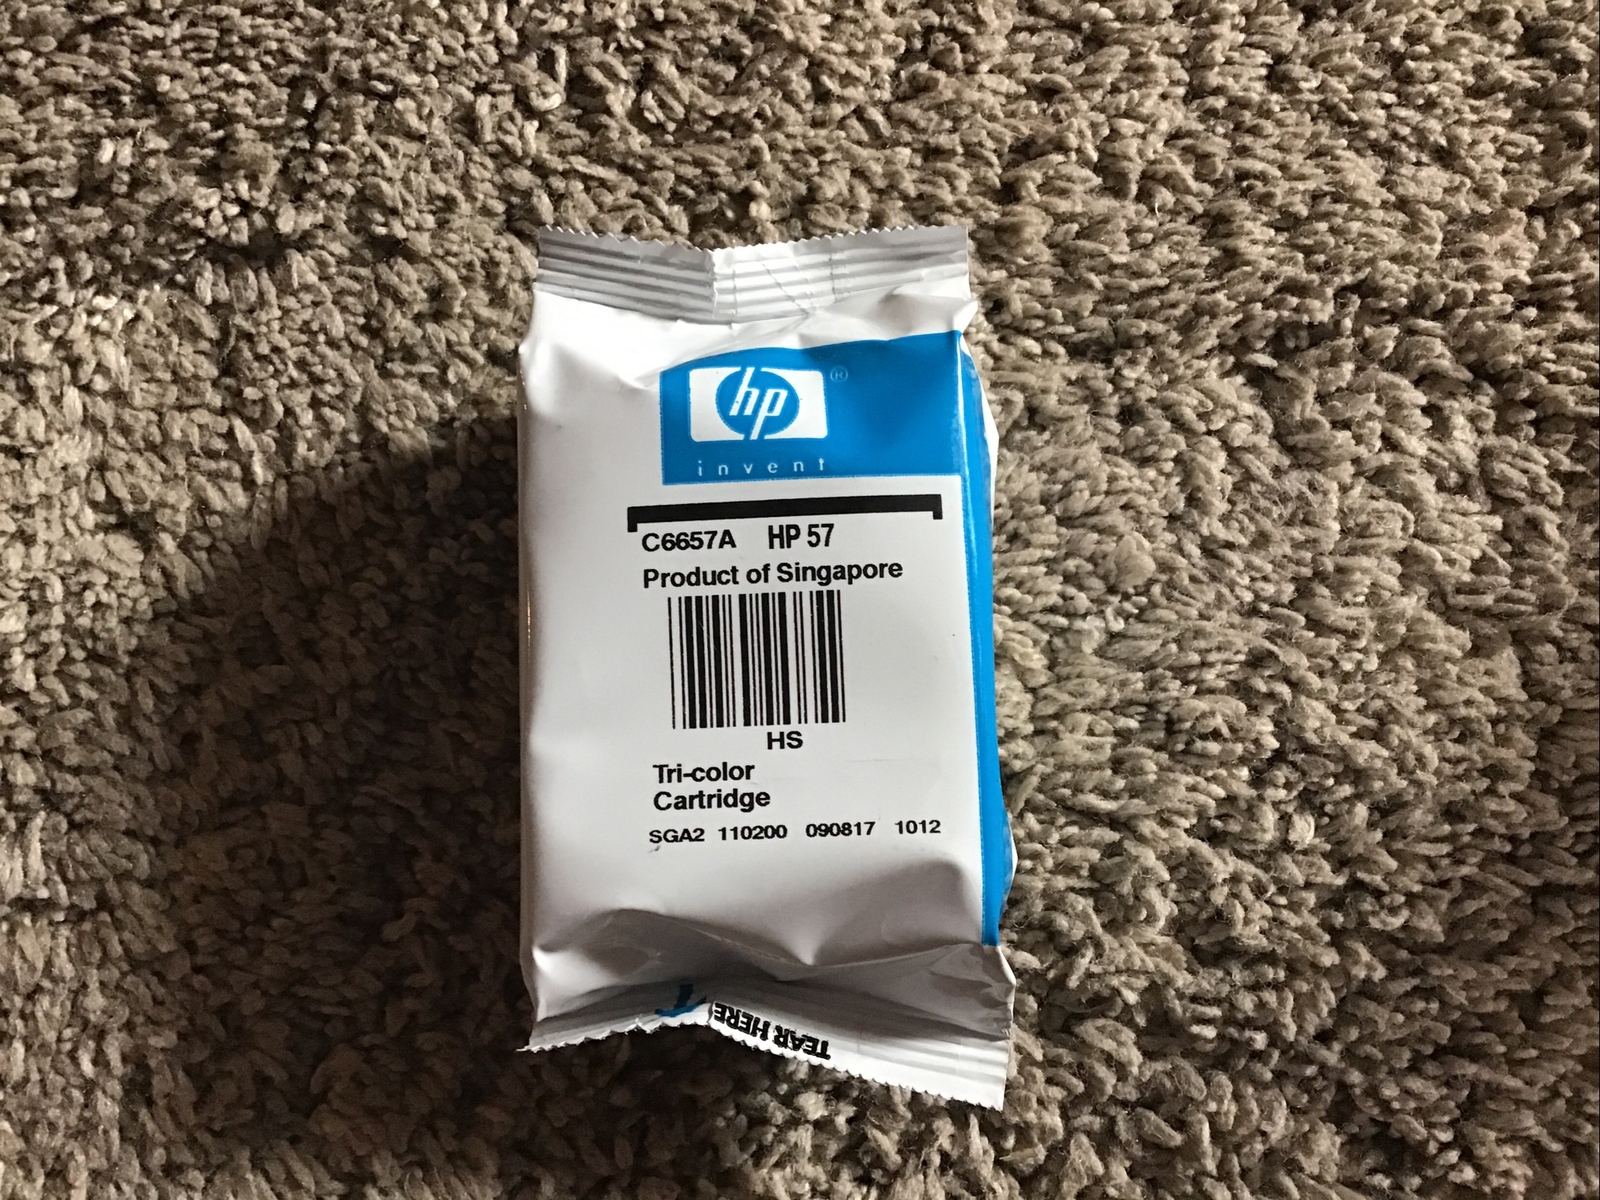 hp®
invent
C6657A HP 57
Product of Singapore
HS
Tri-color
Cartridge
SGA2 110200 090817 1012
TEAR HERE